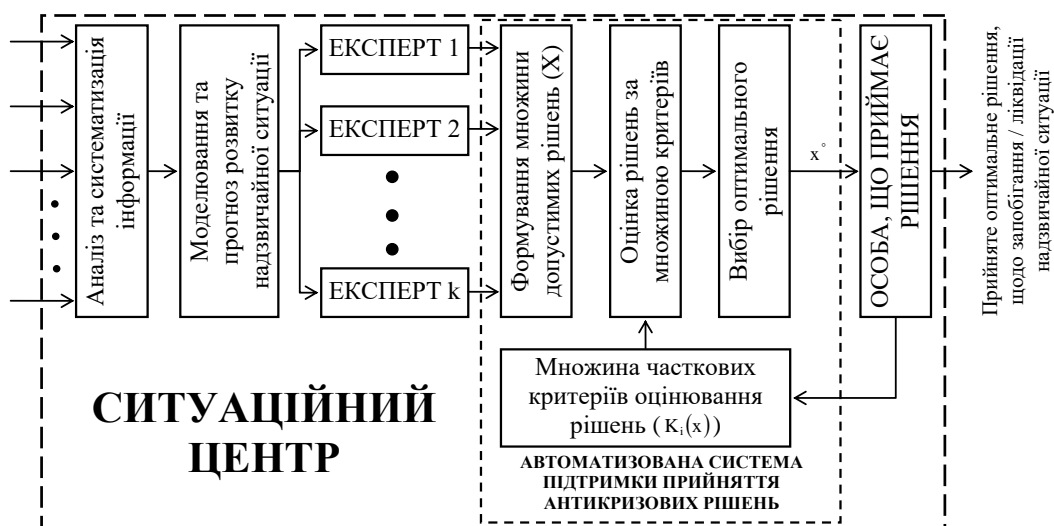 Аналіз та систематизація
інформації
Моделювання та
прогноз розвитку
надзвичайної ситуації
ЕКСПЕРТ 1
ЕКСПЕРТ 2
ЕКСПЕРТ k
Формування множини
допустимих рішень (X)
Оцінка рішень за
множиною критеріїв
Вибір оптимального
рішення
x°
ОСОБА, ЩО ПРИЙМАЄ
РІШЕННЯ
Прийняте оптимальне рішення,
щодо запобігання / ліквідації
надзвичайної ситуації
Множина часткових
критеріїв оцінювання
рішень (K_i(x))
СИТУАЦІЙНИЙ
ЦЕНТР
АВТОМАТИЗОВАНА СИСТЕМА
ПІДТРИМКИ ПРИЙНЯТТЯ
АНТИКРИЗОВИХ РІШЕНЬ